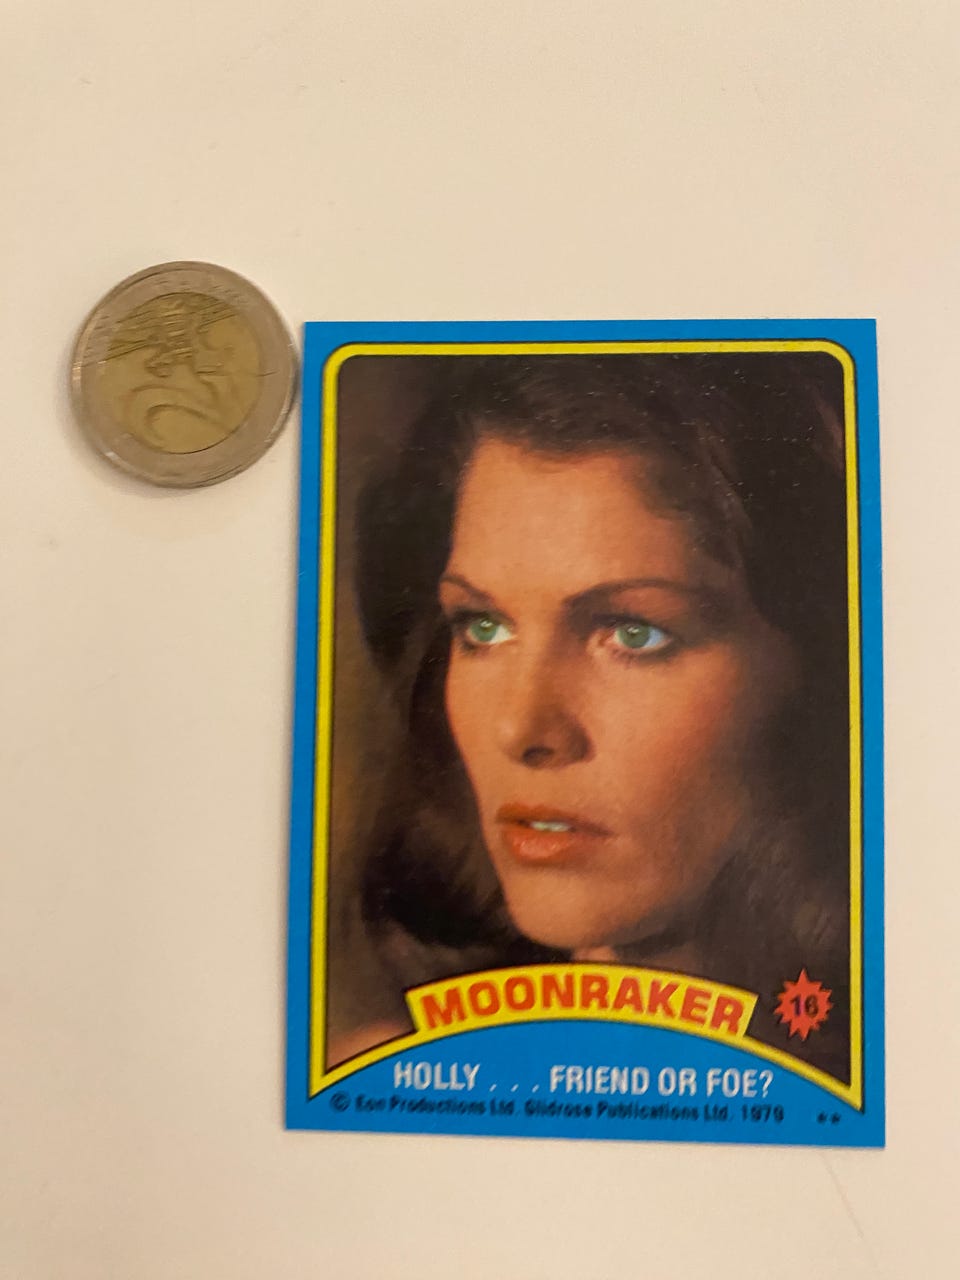 MOONRAKER
16
HOLLY . . . FRIEND OR FOE?
© Eon Productions Ltd. Glidrose Publications Ltd. 1979 **